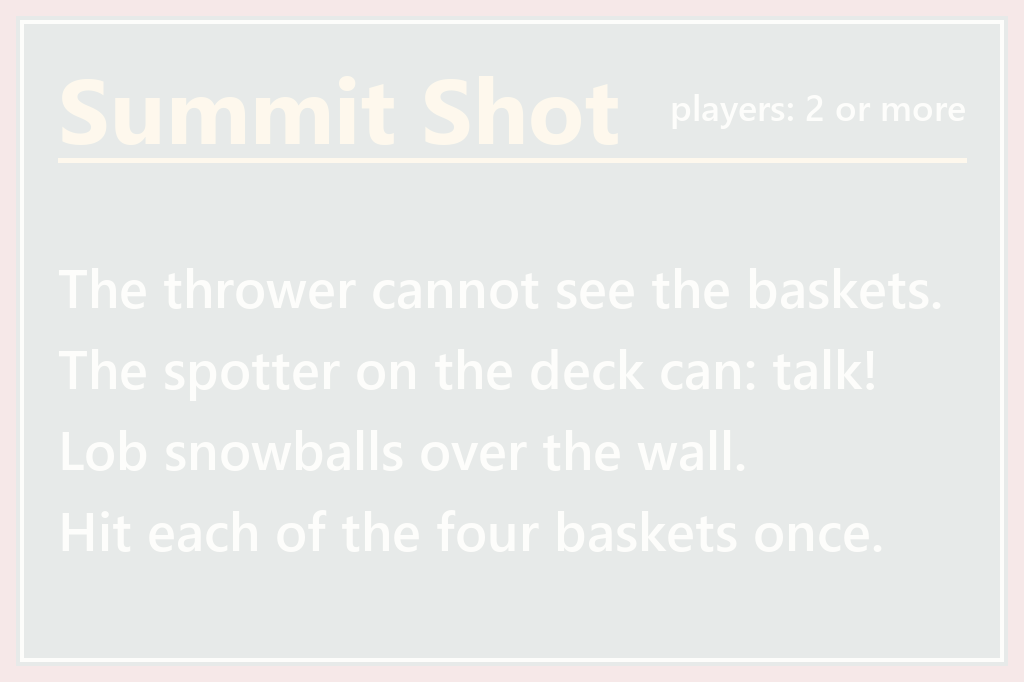 Summit Shot players: 2 or more
The thrower cannot see the baskets.
The spotter on the deck can: talk!
Lob snowballs over the wall.
Hit each of the four baskets once.